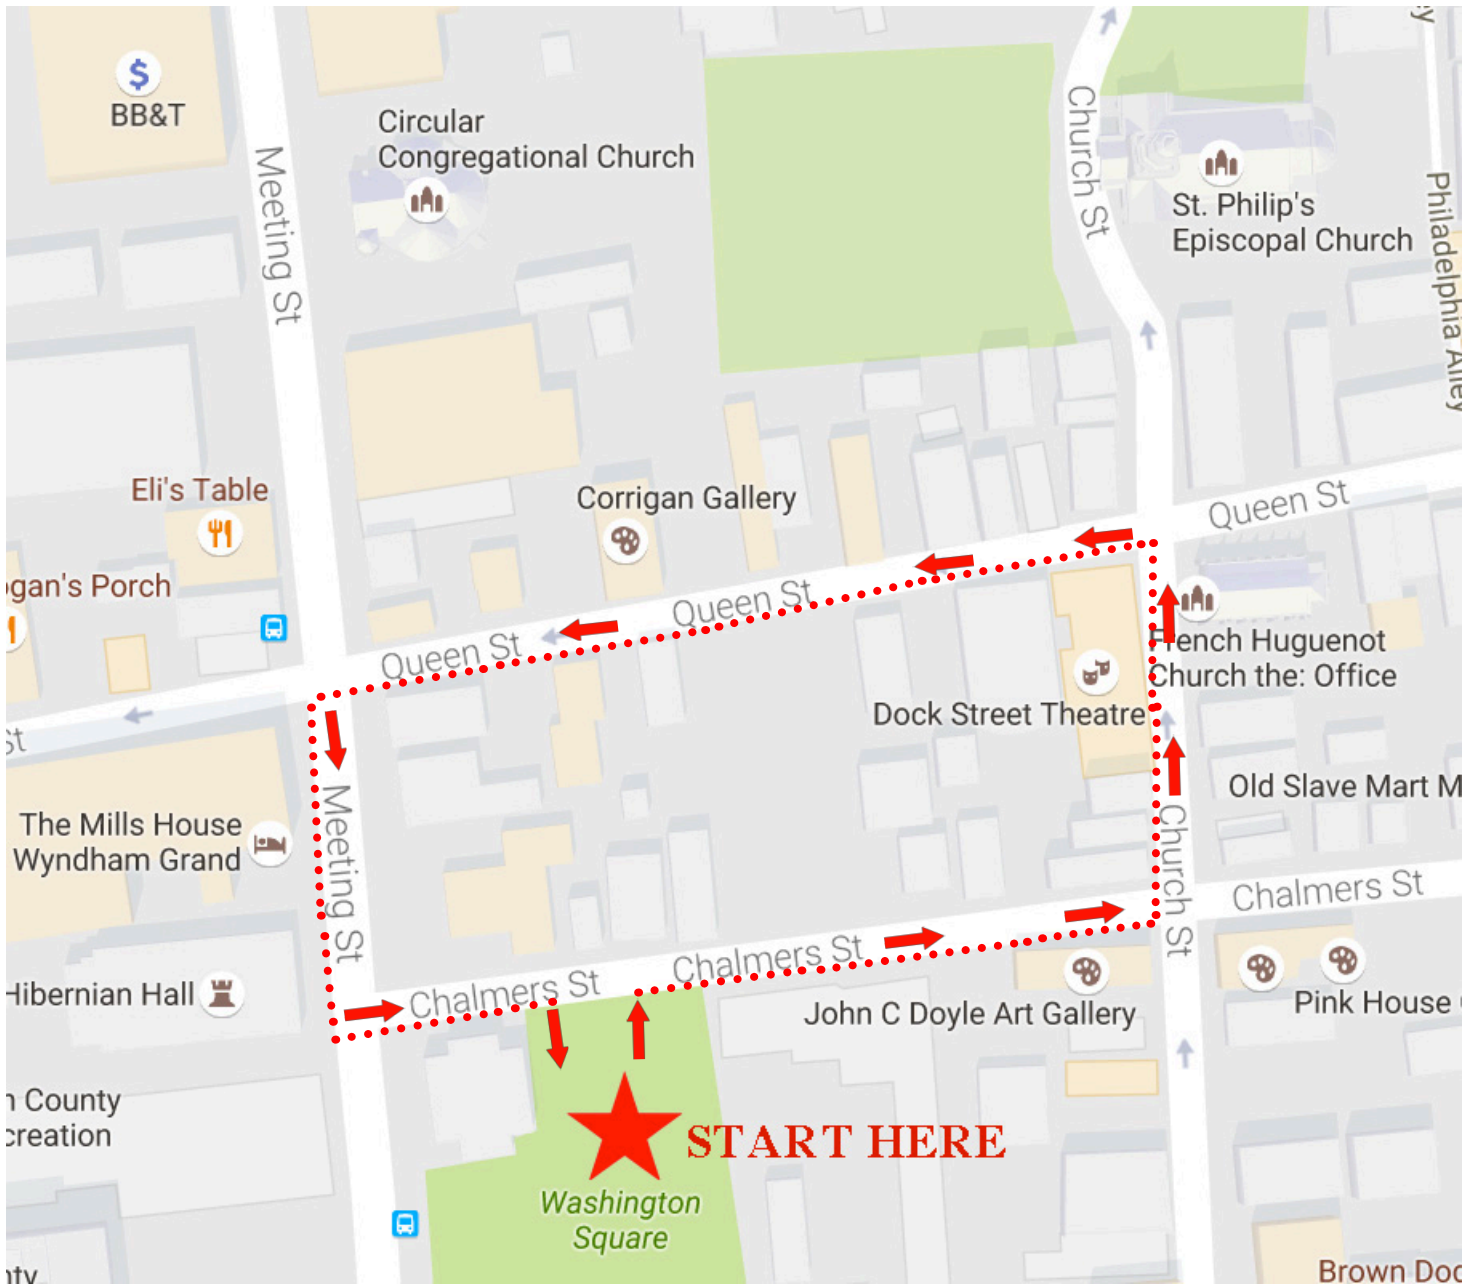 BB&T
Circular
Congregational Church
Meeting St
Church St
St. Philip's
Episcopal Church
Philadelphia Alley
Eli's Table
Corrigan Gallery
Queen St
gan's Porch
Queen St
Queen St
French Huguenot
Church the: Office
Dock Street Theatre
St
Old Slave Mart M
The Mills House
Wyndham Grand
Meeting St
Church St
Chalmers St
Chalmers St
Chalmers St
Hibernian Hall
John C Doyle Art Gallery
Pink House
County
creation
START HERE
Washington
Square
nty
Brown Do